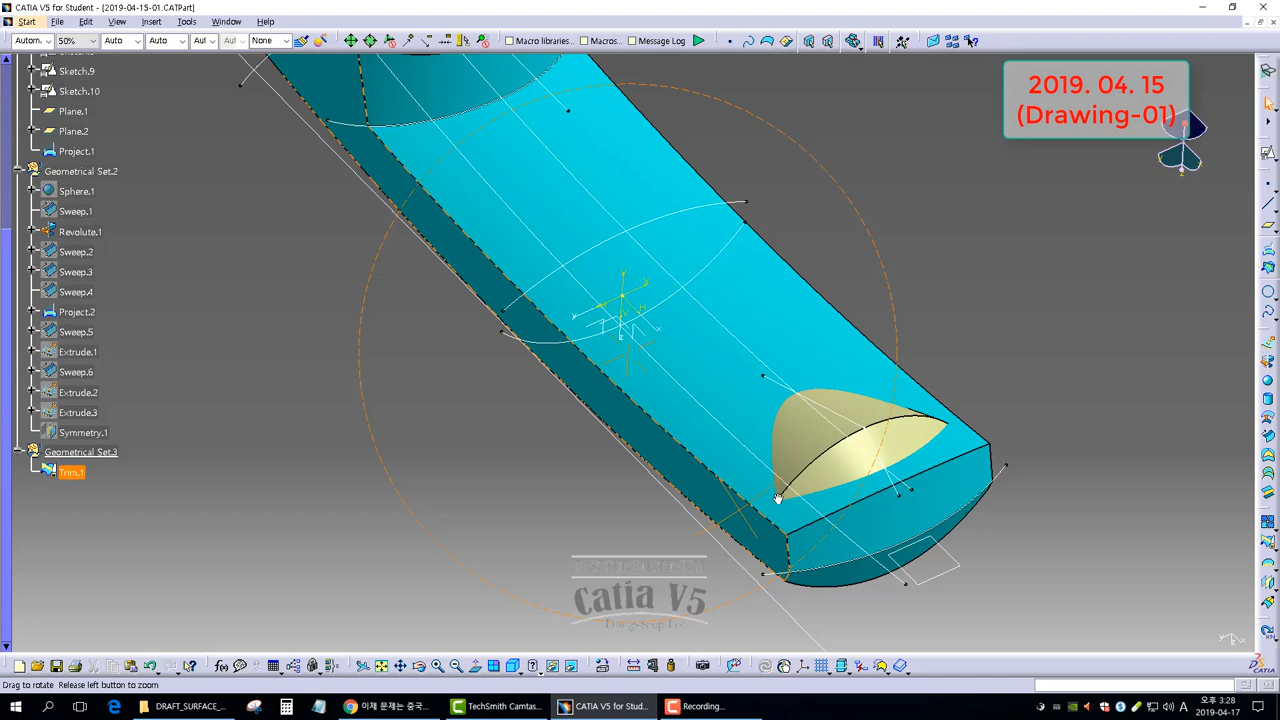 CATIA V5 for Student - [2019-04-15-01.CATPart]
Start File Edit View Insert Tools Window Help
Autom 50% Auto Auto Aut Aut None Macro libraries... Macros... Message Log
2019. 04. 15
(Drawing-01)
Sketch.9
Sketch.10
Plane.1
Plane.2
Project.1
Geometrical Set.2
Sphere.1
Sweep.1
Revolute.1
Sweep.2
Sweep.3
Sweep.4
Project.2
Sweep.5
Extrude.1
Sweep.6
Extrude.2
Extrude.3
Symmetry.1
Geometrical Set.3
Trim.1
Catia V5
Drag to rotate Release left button to zoom
DRAFT_SURFACE_... 이제 문제는 중국... TechSmith Camtas... CATIA V5 for Stud... Recording...
오후 3:28
2019-04-17